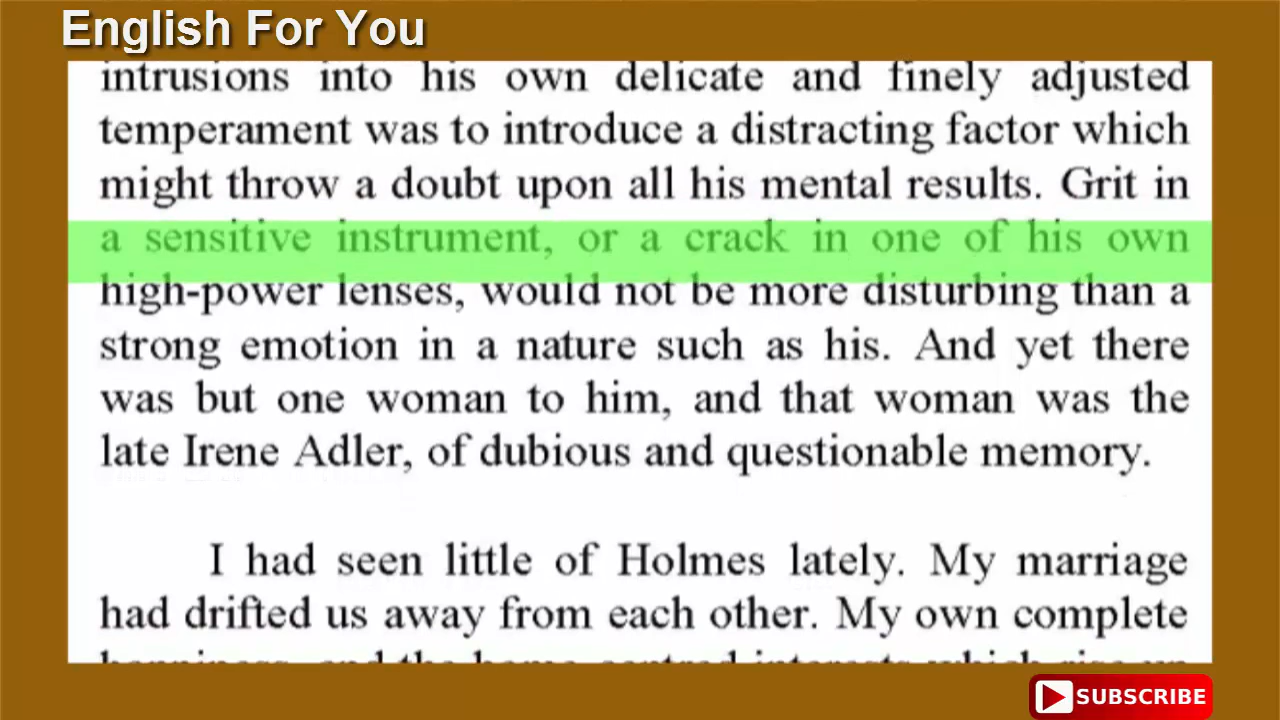 English For You
intrusions into his own delicate and finely adjusted
temperament was to introduce a distracting factor which
might throw a doubt upon all his mental results. Grit in
a sensitive instrument, or a crack in one of his own
high-power lenses, would not be more disturbing than a
strong emotion in a nature such as his. And yet there
was but one woman to him, and that woman was the
late Irene Adler, of dubious and questionable memory.
I had seen little of Holmes lately. My marriage
had drifted us away from each other. My own complete
SUBSCRIBE